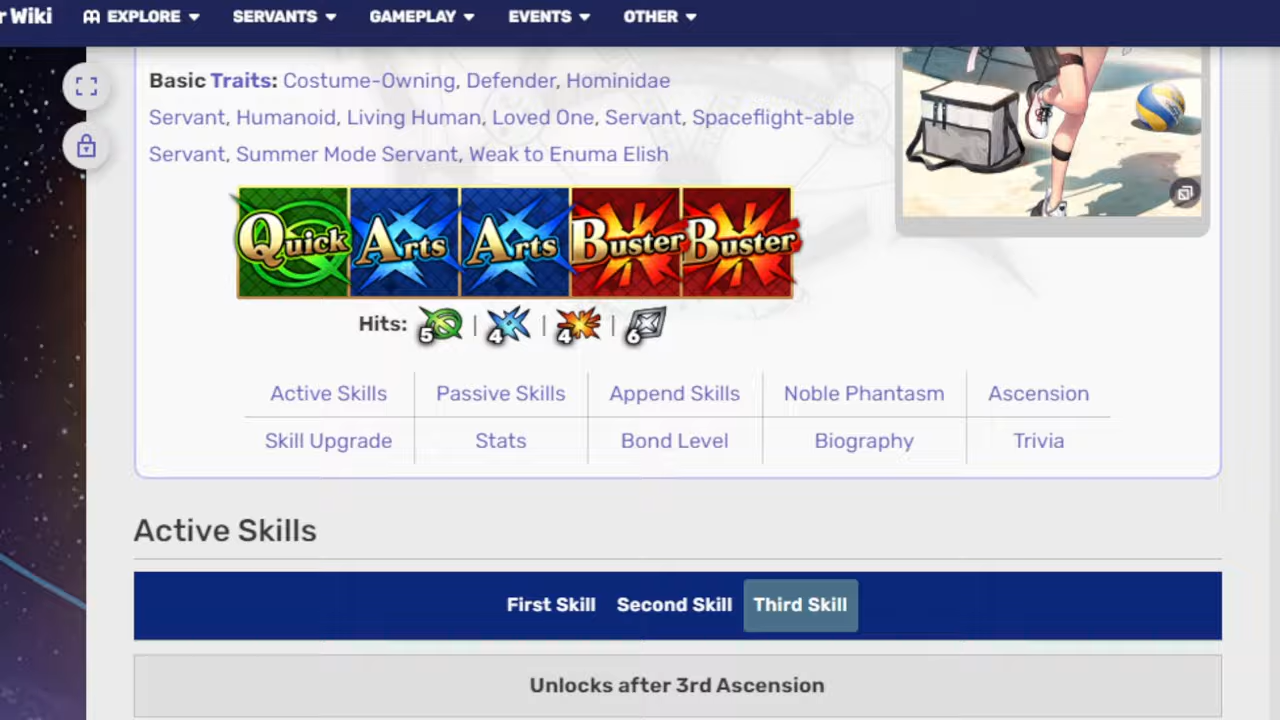 r Wiki EXPLORE SERVANTS GAMEPLAY EVENTS OTHER
Basic Traits: Costume-Owning, Defender, Hominidae
Servant, Humanoid, Living Human, Loved One, Servant, Spaceflight-able
Servant, Summer Mode Servant, Weak to Enuma Elish
Quick Arts Arts Buster Buster
Hits: 5 | 4 | 4 | 6
Active Skills Passive Skills Append Skills Noble Phantasm Ascension
Skill Upgrade Stats Bond Level Biography Trivia
Active Skills
First Skill Second Skill Third Skill
Unlocks after 3rd Ascension